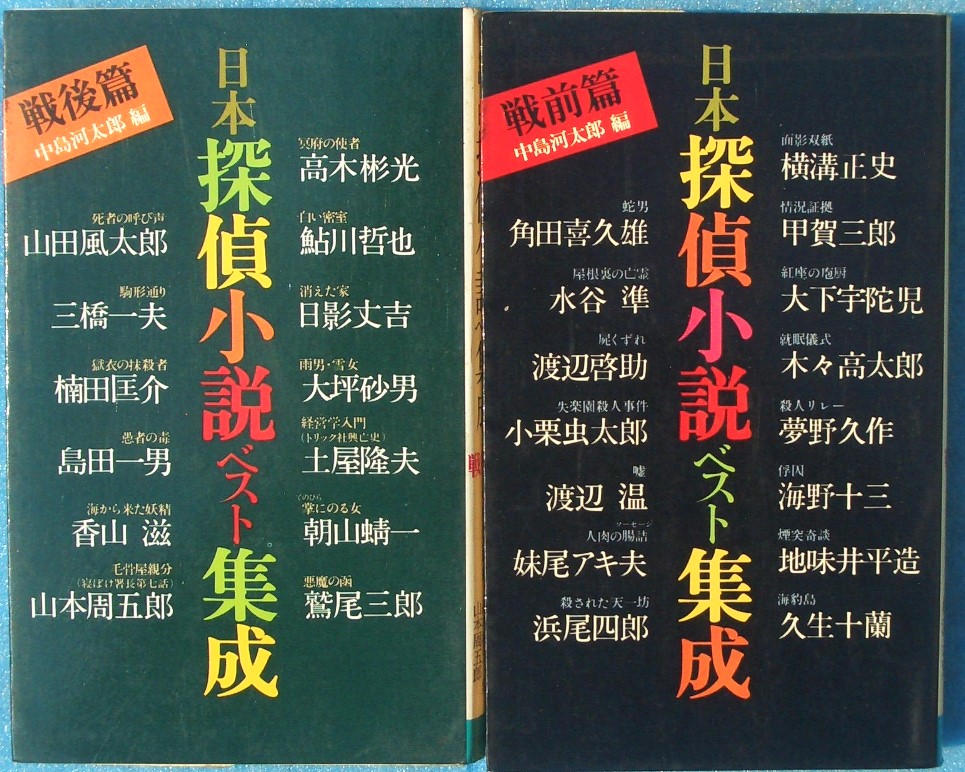 戦後篇
中島河太郎 編
日本
探偵小説
ベスト
集成
冥府の使者
高木彬光
白い密室
鮎川哲也
消えた家
日影丈吉
雨男・雪女
大坪砂男
経営学入門
(トリック社興亡史)
土屋隆夫
てのひら
掌にのる女
朝山蜻一
悪魔の函
鷲尾三郎
死者の呼び声
山田風太郎
駒形通り
三橋一夫
獄衣の抹殺者
楠田匡介
愚者の毒
島田一男
海から来た妖精
香山 滋
毛骨屋親分
(寝ぼけ署長第七話)
山本周五郎
戦前篇
中島河太郎 編
日本
探偵小説
ベスト
集成
面影双紙
横溝正史
情況証拠
甲賀三郎
紅座の庖厨
大下宇陀児
就眠儀式
木々高太郎
殺人リレー
夢野久作
俘囚
海野十三
煙突奇談
地味井平造
海豹島
久生十蘭
蛇男
角田喜久雄
屋根裏の亡霊
水谷 準
屍くずれ
渡辺啓助
失楽園殺人事件
小栗虫太郎
嘘
渡辺 温
ソーセージ
人肉の腸詰
妹尾アキ夫
殺された天一坊
浜尾四郎